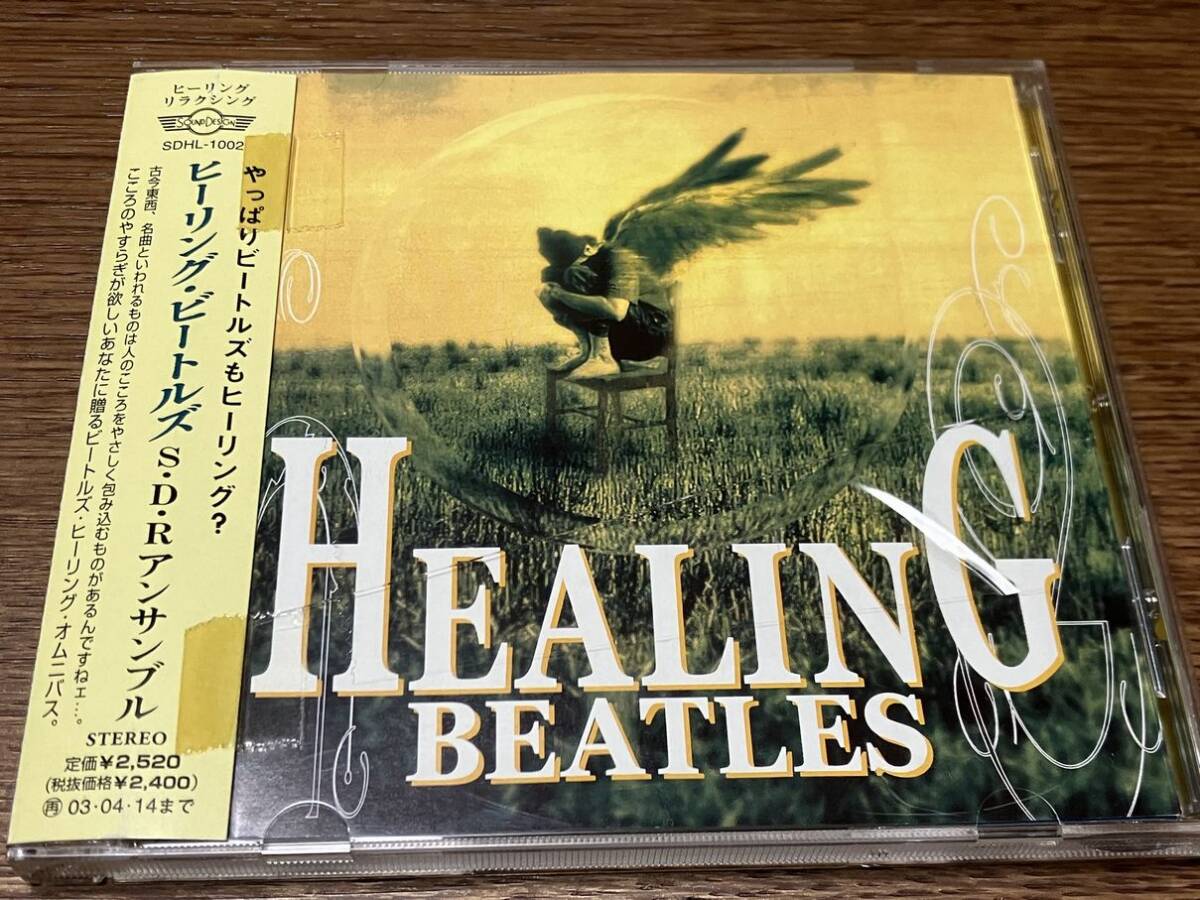 ヒーリング
リラクシング
SOUND DESIGN
SDHL-1002
やっぱりビートルズもヒーリング?
ヒーリング・ビートルズ S・D・Rアンサンブル
古今東西、名曲といわれるものは人のこころをやさしく包み込むものがあるんですねェ…。
こころのやすらぎが欲しいあなたに贈るビートルズ・ヒーリング・オムニバス。
STEREO
定価¥2,520
(税抜価格¥2,400)
再 03・04・14まで
HEALING
BEATLES